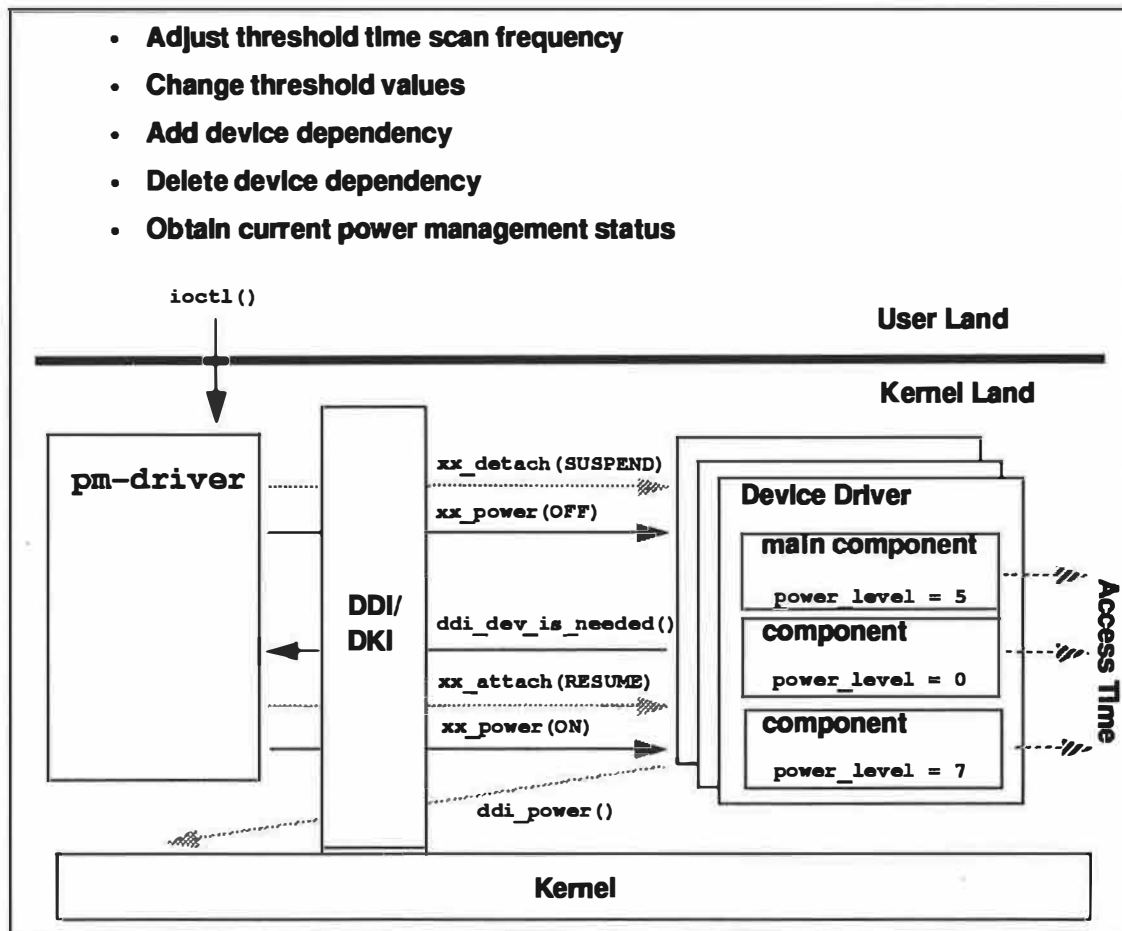 • Adjust threshold time scan frequency
• Change threshold values
• Add device dependency
• Delete device dependency
• Obtain current power management status
ioctl()
User Land
Kernel Land
pm-driver
DDI/
DKI
xx_detach(SUSPEND)
xx_power(OFF)
ddi_dev_is_needed()
xx_attach(RESUME)
xx_power(ON)
ddi_power()
Device Driver
main component
power_level = 5
component
power_level = 0
component
power_level = 7
Access Time
Kernel